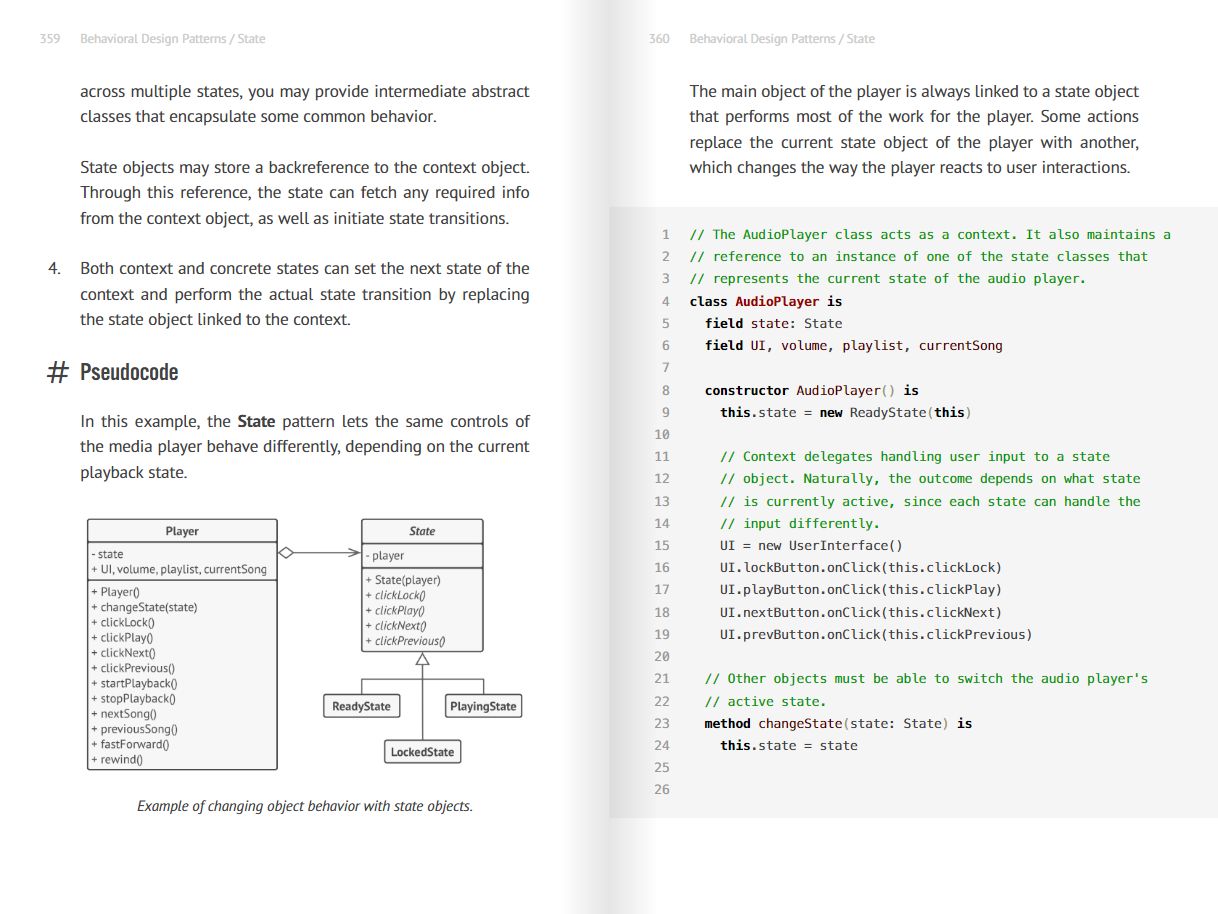 359 Behavioral Design Patterns / State
across multiple states, you may provide intermediate abstract
classes that encapsulate some common behavior.
State objects may store a backreference to the context object.
Through this reference, the state can fetch any required info
from the context object, as well as initiate state transitions.
4. Both context and concrete states can set the next state of the
context and perform the actual state transition by replacing
the state object linked to the context.
# Pseudocode
In this example, the State pattern lets the same controls of
the media player behave differently, depending on the current
playback state.
Player
- state
+ UI, volume, playlist, currentSong
+ Player()
+ changeState(state)
+ clickLock()
+ clickPlay()
+ clickNext()
+ clickPrevious()
+ startPlayback()
+ stopPlayback()
+ nextSong()
+ previousSong()
+ fastForward()
+ rewind()
State
- player
+ State(player)
+ clickLock()
+ clickPlay()
+ clickNext()
+ clickPrevious()
ReadyState
PlayingState
LockedState
Example of changing object behavior with state objects.
360 Behavioral Design Patterns / State
The main object of the player is always linked to a state object
that performs most of the work for the player. Some actions
replace the current state object of the player with another,
which changes the way the player reacts to user interactions.
1 // The AudioPlayer class acts as a context. It also maintains a
2 // reference to an instance of one of the state classes that
3 // represents the current state of the audio player.
4 class AudioPlayer is
5 field state: State
6 field UI, volume, playlist, currentSong
7
8 constructor AudioPlayer() is
9 this.state = new ReadyState(this)
10
11 // Context delegates handling user input to a state
12 // object. Naturally, the outcome depends on what state
13 // is currently active, since each state can handle the
14 // input differently.
15 UI = new UserInterface()
16 UI.lockButton.onClick(this.clickLock)
17 UI.playButton.onClick(this.clickPlay)
18 UI.nextButton.onClick(this.clickNext)
19 UI.prevButton.onClick(this.clickPrevious)
20
21 // Other objects must be able to switch the audio player's
22 // active state.
23 method changeState(state: State) is
24 this.state = state
25
26